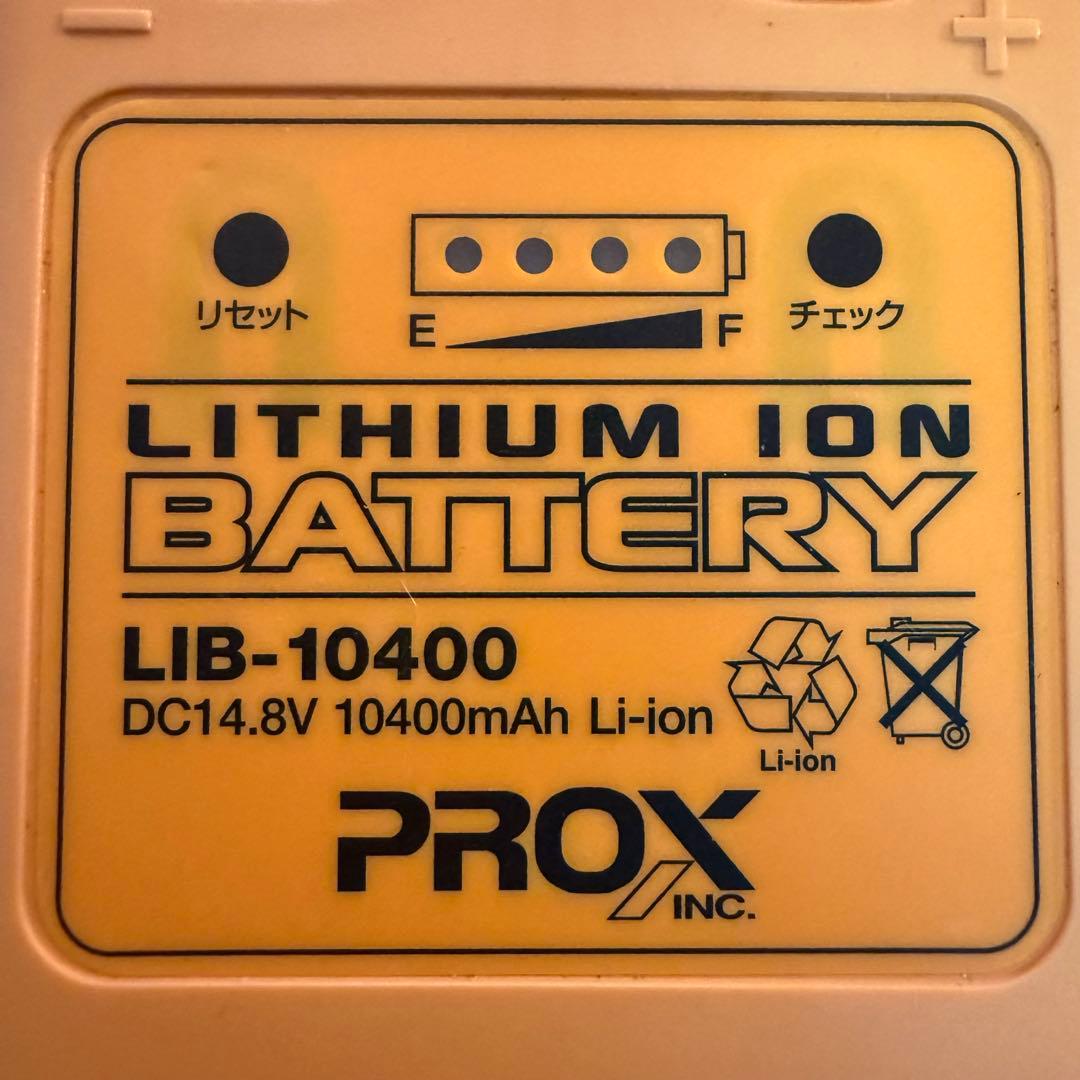 − +
リセット
チェック
E F
LITHIUM ION
BATTERY
LIB-10400
DC14.8V 10400mAh Li-ion
Li-ion
PROX
INC.